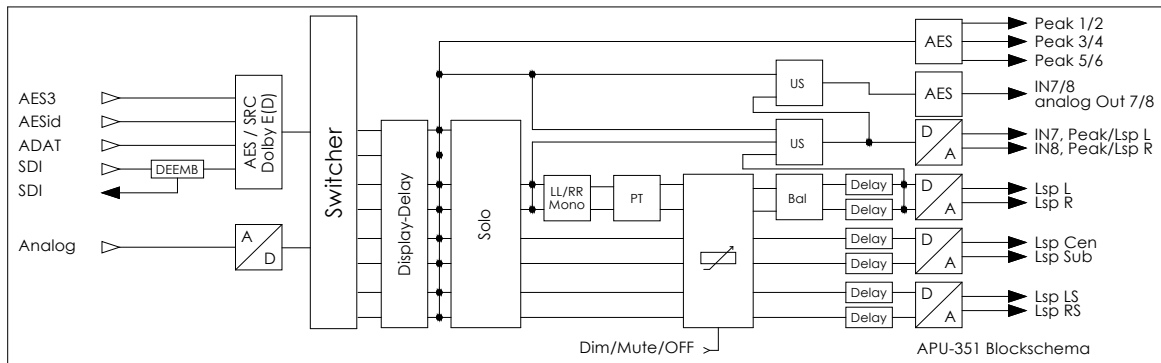 AES3
AESid
ADAT
SDI
SDI
Analog
DEEMB
AES / SRC
Dolby E(D)
A
D
Switcher
Display-Delay
Solo
LL/RR
Mono
PT
Dim/Mute/OFF
US
US
Bal
Delay
Delay
Delay
Delay
Delay
Delay
AES
AES
D
A
D
A
D
A
D
A
Peak 1/2
Peak 3/4
Peak 5/6
IN7/8
analog Out 7/8
IN7, Peak/Lsp L
IN8, Peak/Lsp R
Lsp L
Lsp R
Lsp Cen
Lsp Sub
Lsp LS
Lsp RS
APU-351 Blockschema